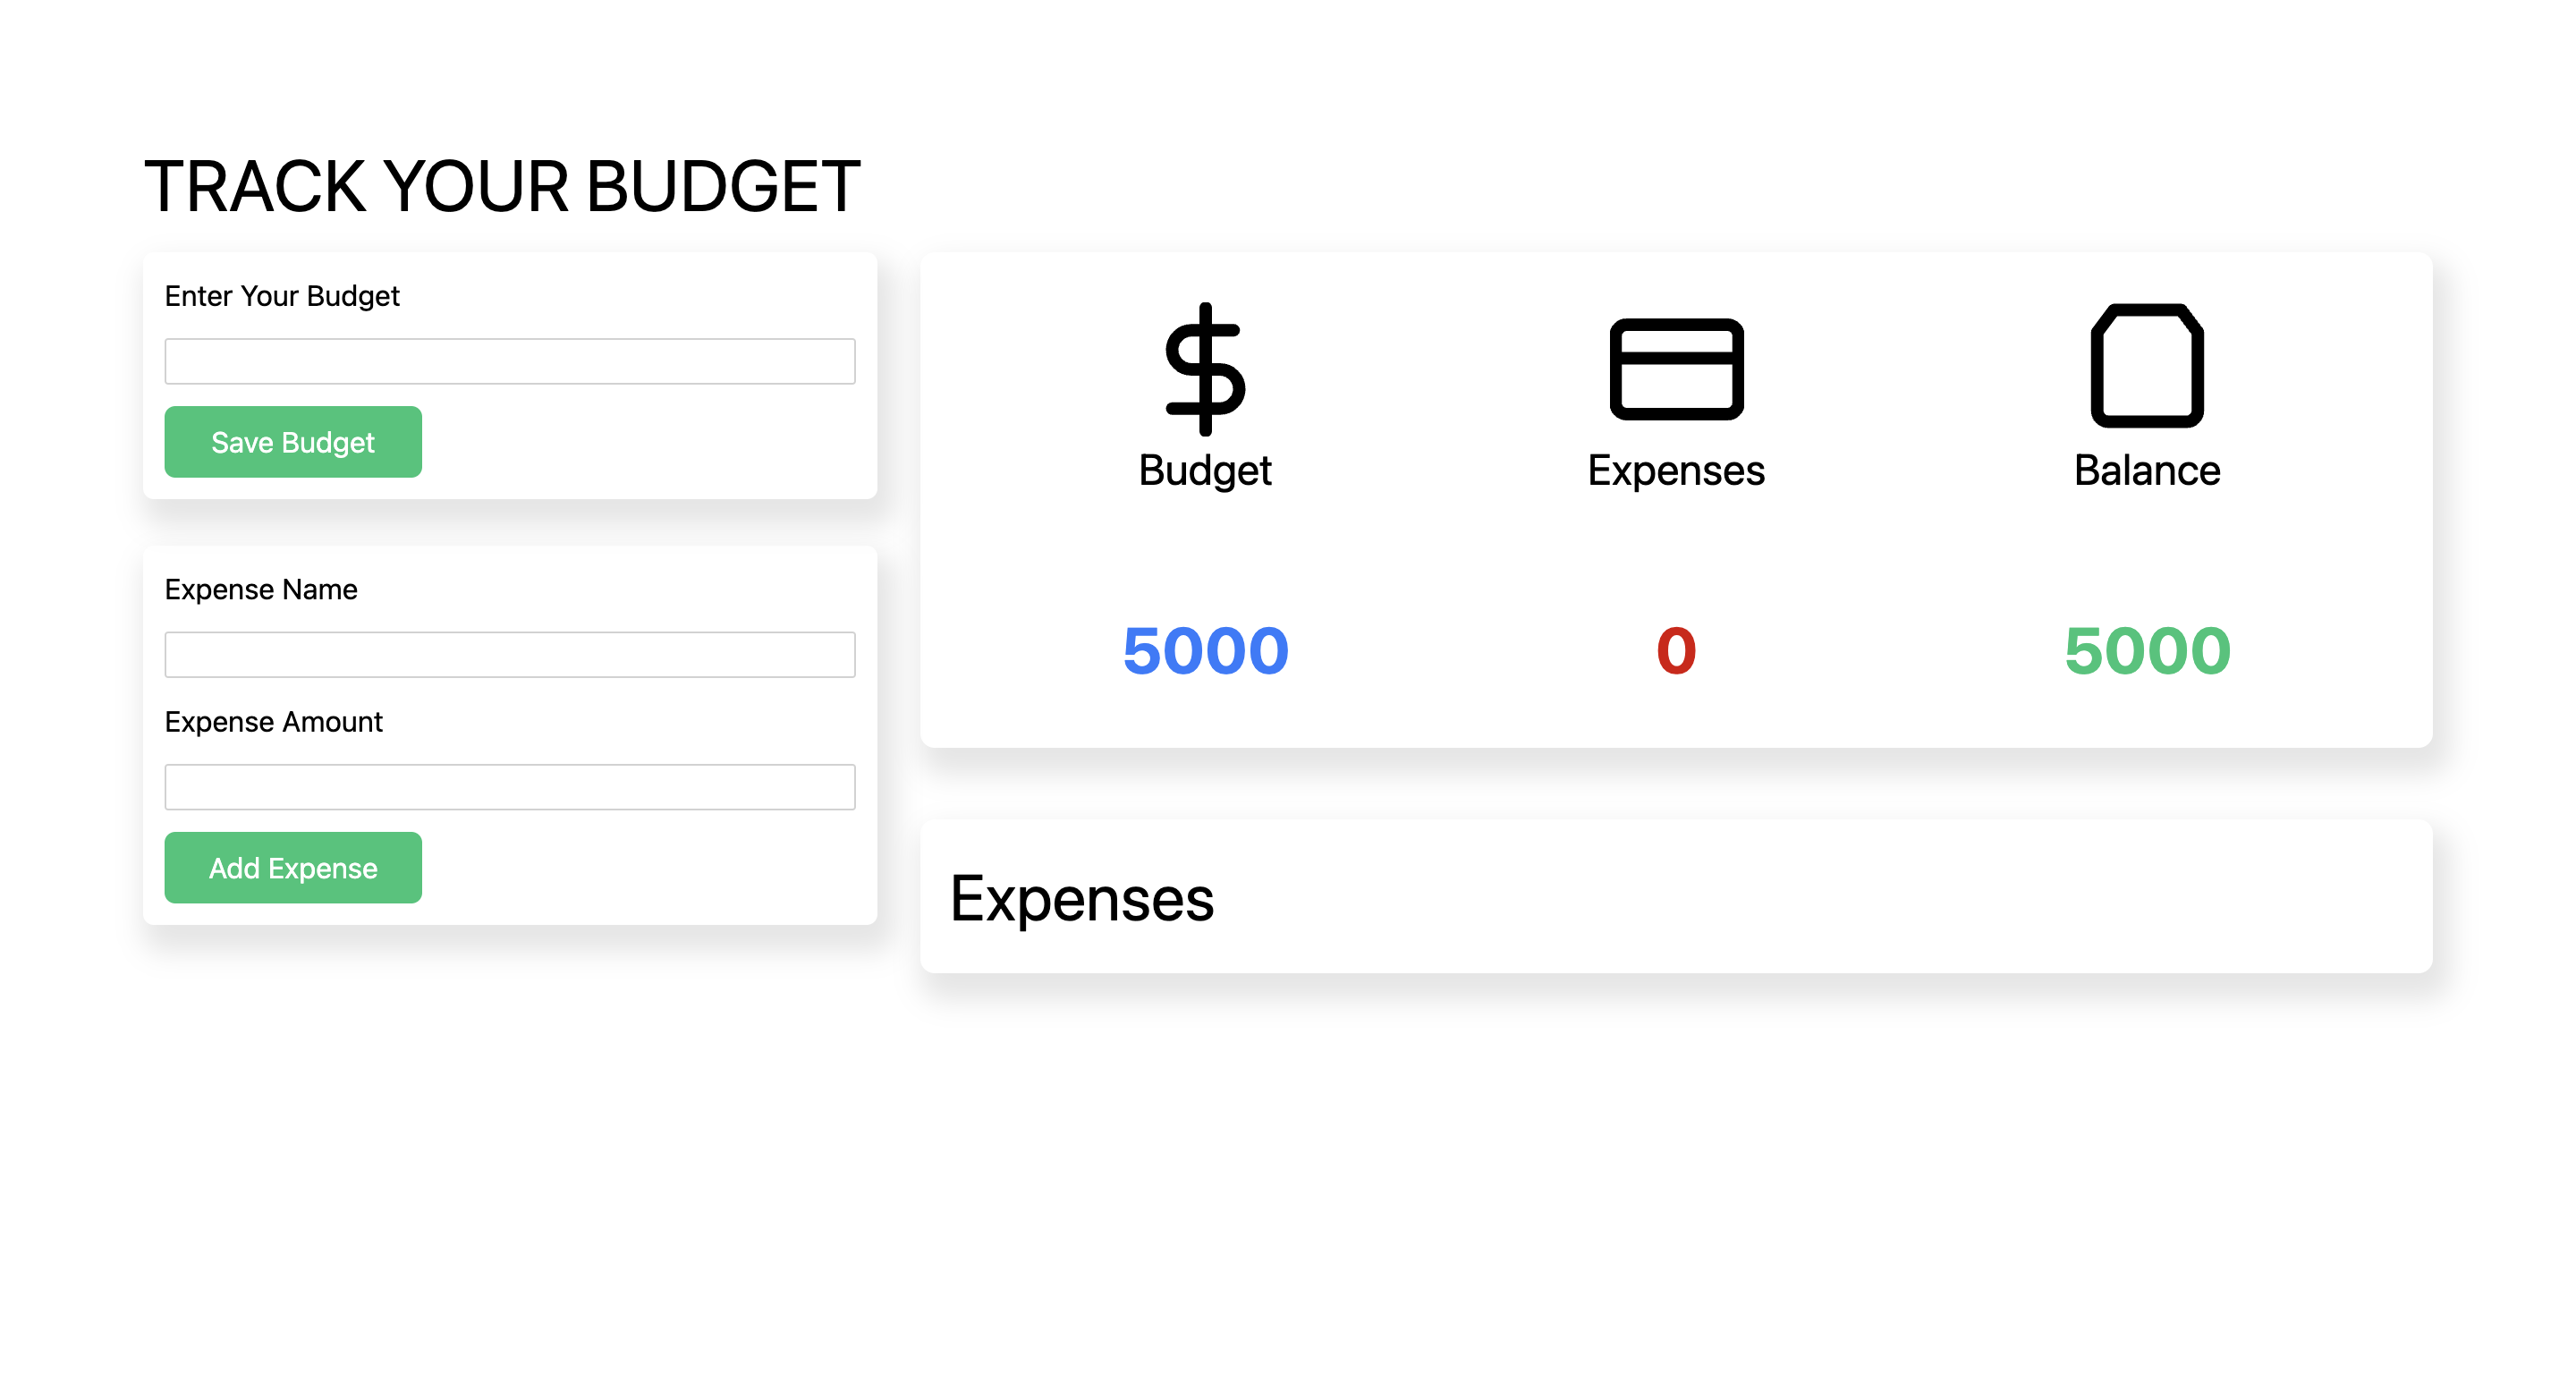 TRACK YOUR BUDGET
Enter Your Budget
Save Budget
Expense Name
Expense Amount
Add Expense
Budget
Expenses
Balance
5000
0
5000
Expenses